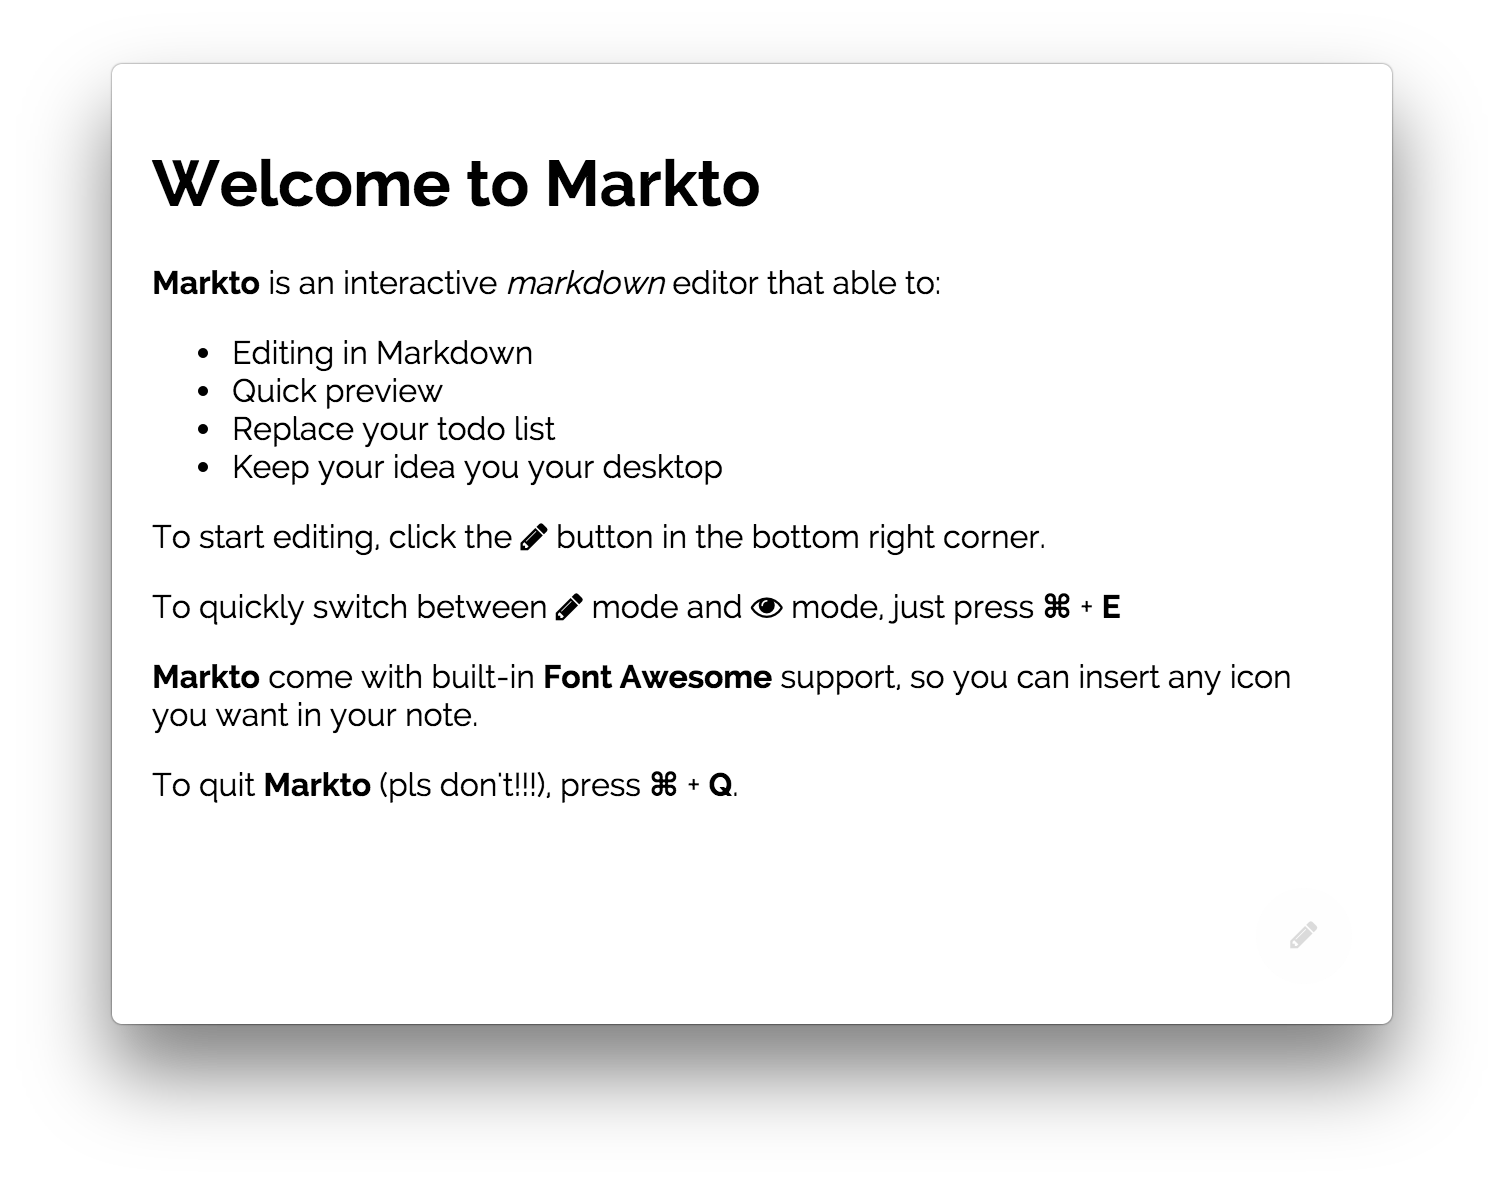 Welcome to Markto
Markto is an interactive markdown editor that able to:
• Editing in Markdown
• Quick preview
• Replace your todo list
• Keep your idea you your desktop
To start editing, click the button in the bottom right corner.
To quickly switch between mode and mode, just press ⌘ + E
Markto come with built-in Font Awesome support, so you can insert any icon
you want in your note.
To quit Markto (pls don't!!!), press ⌘ + Q.